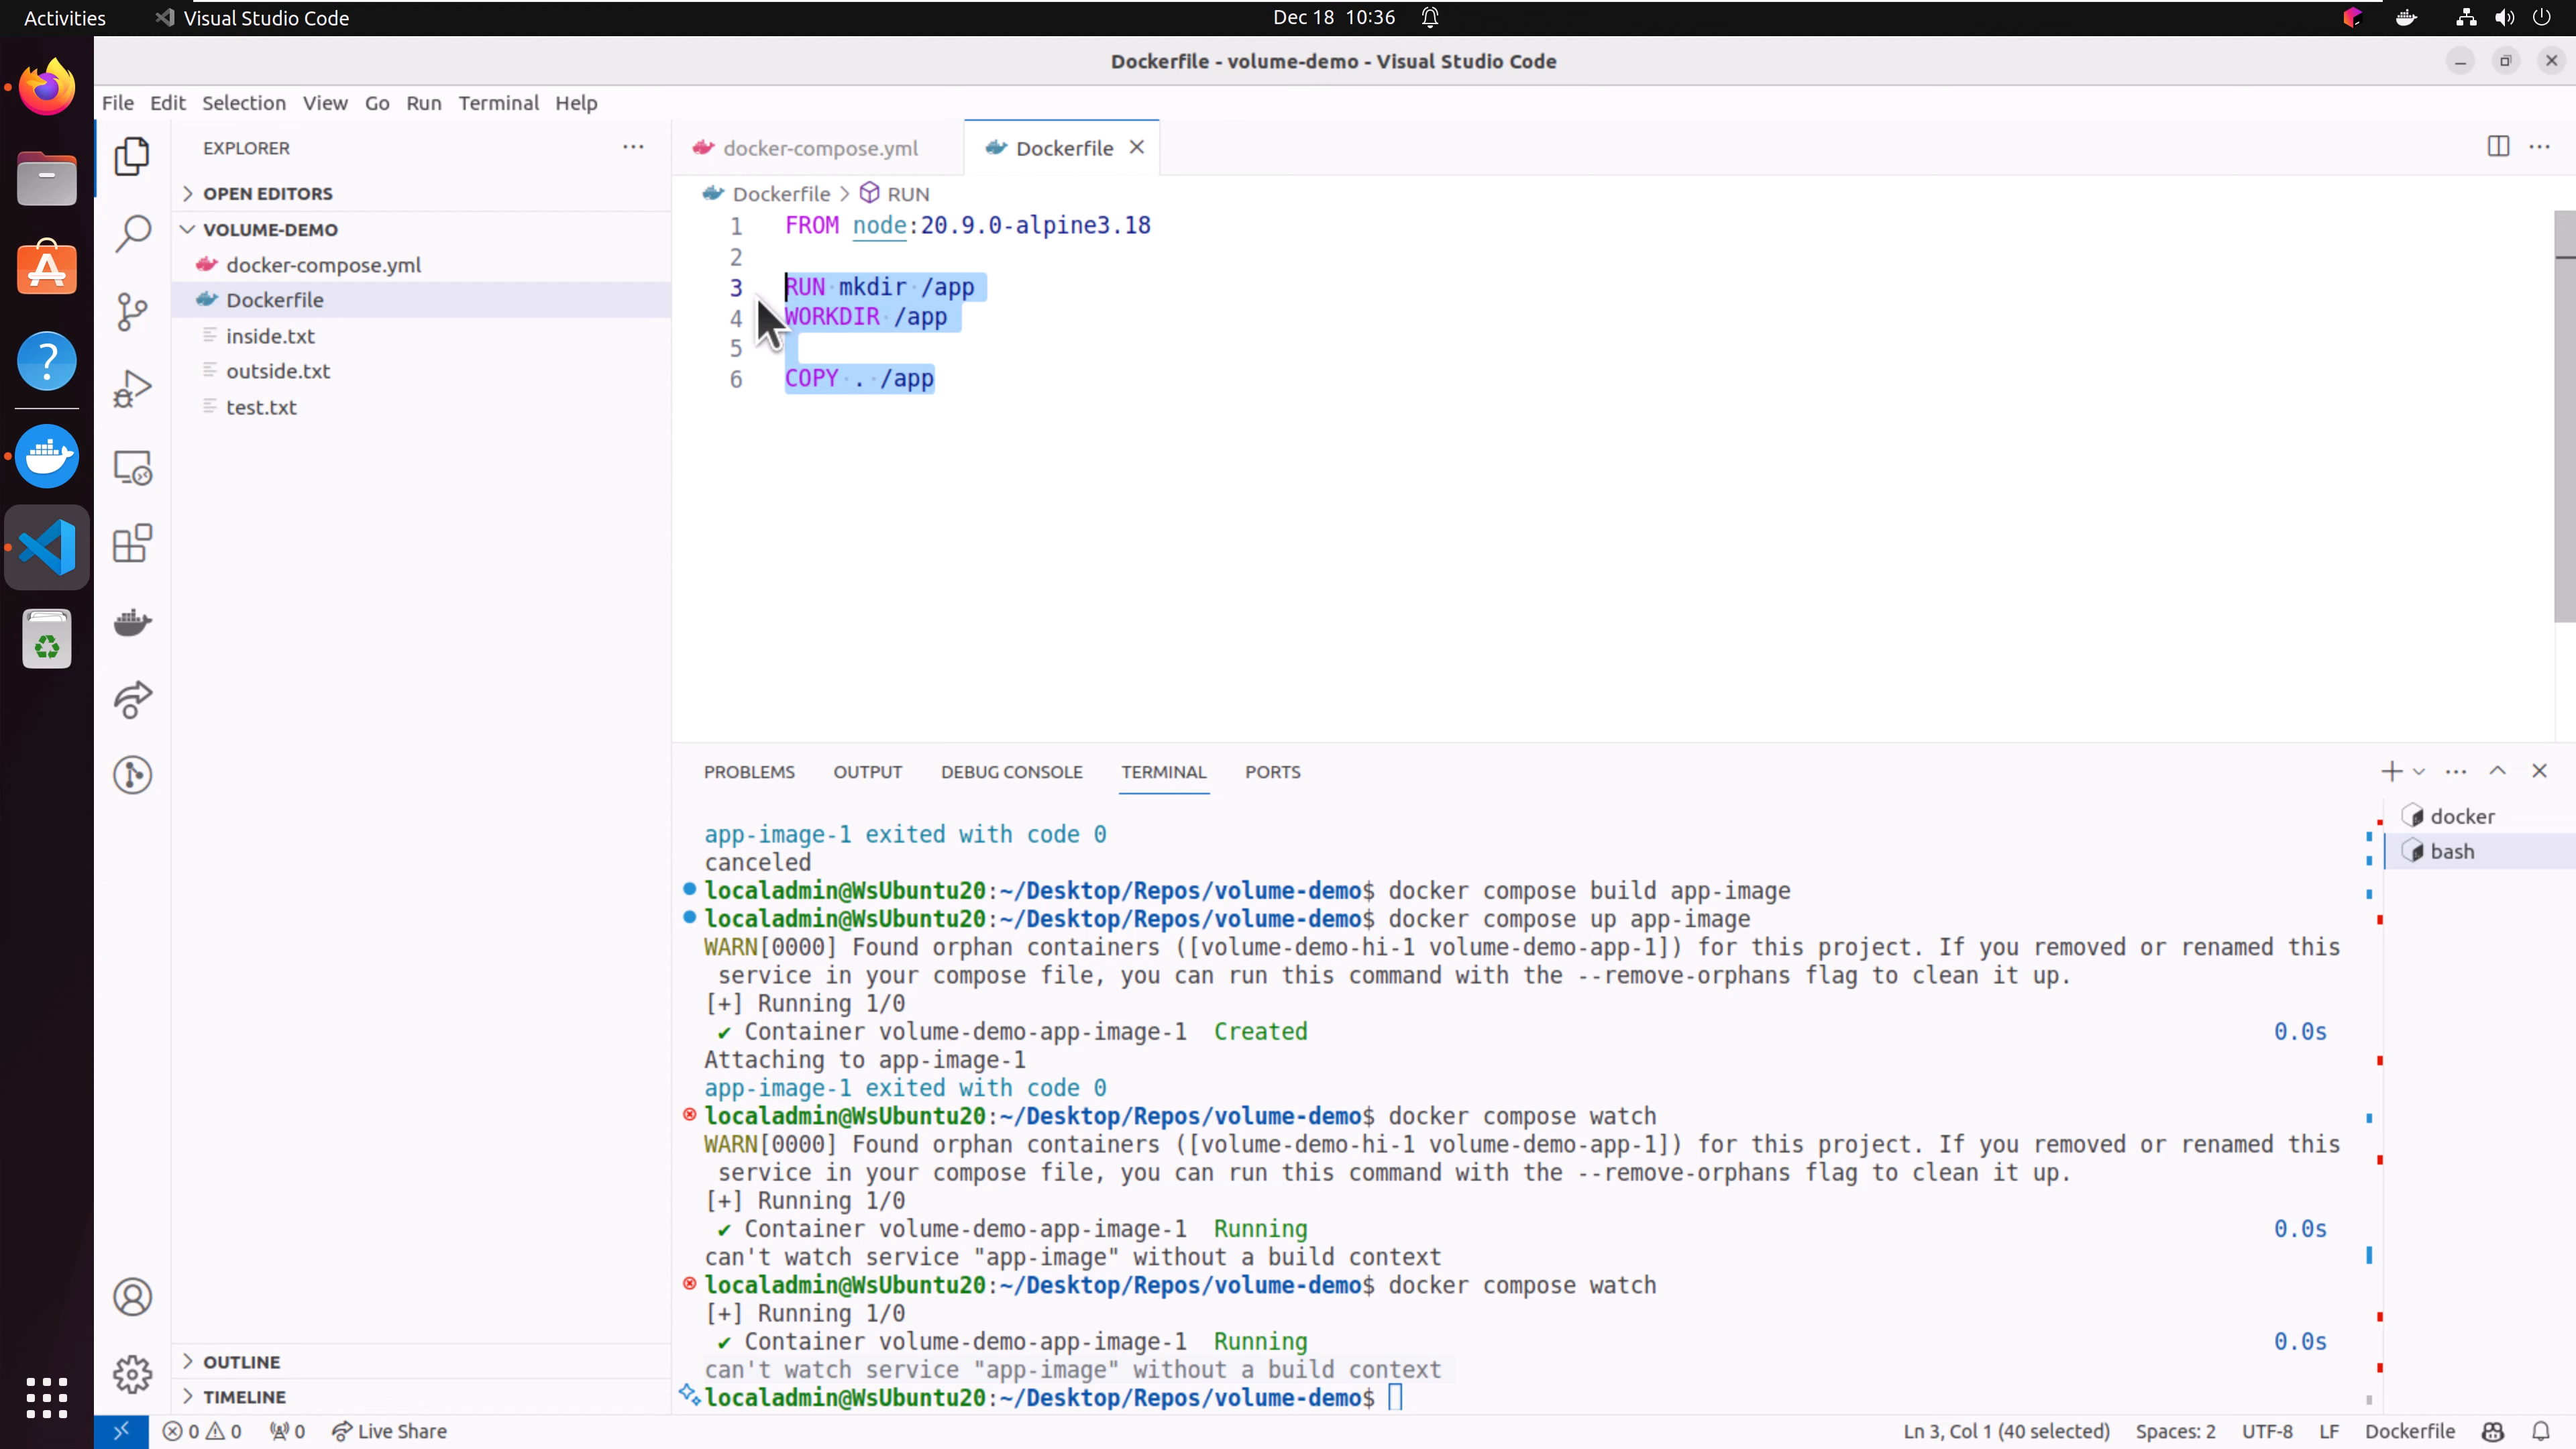 Activities
Visual Studio Code
Dec 18 10:36
Dockerfile - volume-demo - Visual Studio Code
File Edit Selection View Go Run Terminal Help
EXPLORER
OPEN EDITORS
VOLUME-DEMO
docker-compose.yml
Dockerfile
inside.txt
outside.txt
test.txt
OUTLINE
TIMELINE
docker-compose.yml
Dockerfile
Dockerfile > RUN
1 FROM node:20.9.0-alpine3.18
2
3 RUN mkdir /app
4 WORKDIR /app
5
6 COPY . /app
PROBLEMS OUTPUT DEBUG CONSOLE TERMINAL PORTS
app-image-1 exited with code 0
canceled
localadmin@WsUbuntu20:~/Desktop/Repos/volume-demo$ docker compose build app-image
localadmin@WsUbuntu20:~/Desktop/Repos/volume-demo$ docker compose up app-image
WARN[0000] Found orphan containers ([volume-demo-hi-1 volume-demo-app-1]) for this project. If you removed or renamed this
service in your compose file, you can run this command with the --remove-orphans flag to clean it up.
[+] Running 1/0
✔ Container volume-demo-app-image-1 Created 0.0s
Attaching to app-image-1
app-image-1 exited with code 0
localadmin@WsUbuntu20:~/Desktop/Repos/volume-demo$ docker compose watch
WARN[0000] Found orphan containers ([volume-demo-hi-1 volume-demo-app-1]) for this project. If you removed or renamed this
service in your compose file, you can run this command with the --remove-orphans flag to clean it up.
[+] Running 1/0
✔ Container volume-demo-app-image-1 Running 0.0s
can't watch service "app-image" without a build context
localadmin@WsUbuntu20:~/Desktop/Repos/volume-demo$ docker compose watch
[+] Running 1/0
✔ Container volume-demo-app-image-1 Running 0.0s
can't watch service "app-image" without a build context
localadmin@WsUbuntu20:~/Desktop/Repos/volume-demo$
docker
bash
0 0 0 Live Share
Ln 3, Col 1 (40 selected) Spaces: 2 UTF-8 LF Dockerfile